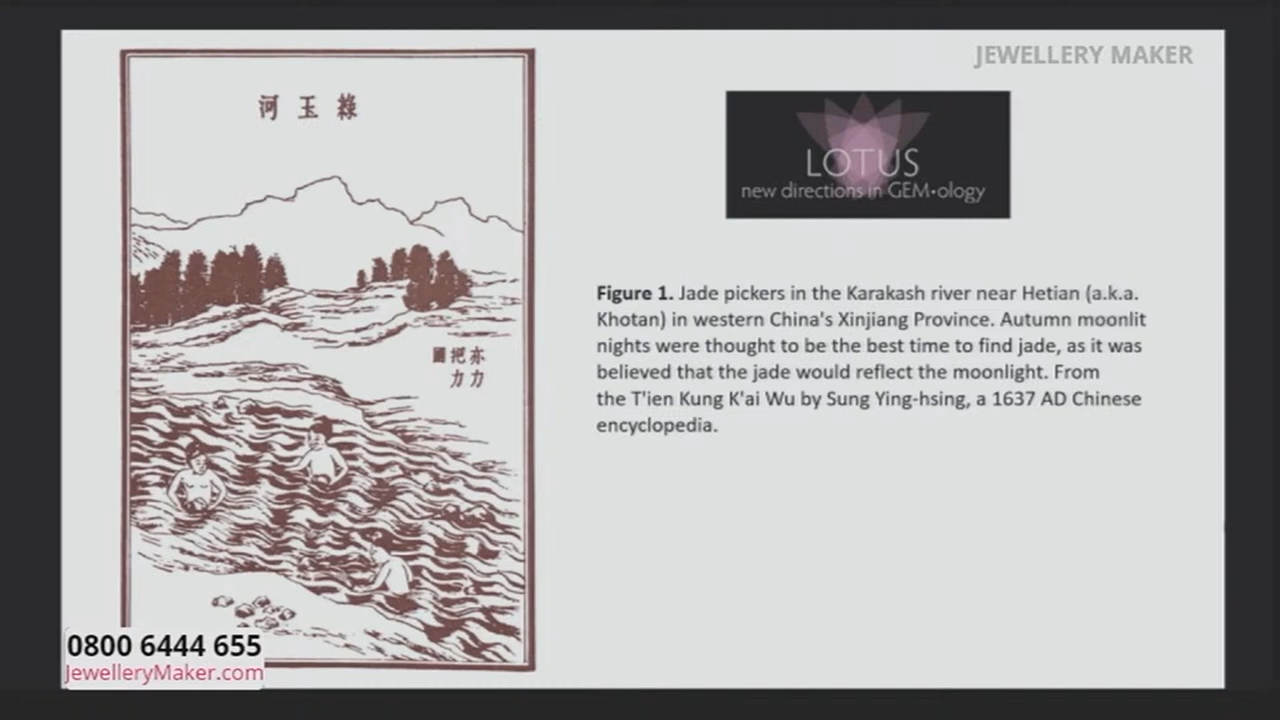 JEWELLERY MAKER
河玉綠
LOTUS
new directions in GEM•ology
Figure 1. Jade pickers in the Karakash river near Hetian (a.k.a.
Khotan) in western China's Xinjiang Province. Autumn moonlit
nights were thought to be the best time to find jade, as it was
believed that the jade would reflect the moonlight. From
the T'ien Kung K'ai Wu by Sung Ying-hsing, a 1637 AD Chinese
encyclopedia.
亦力
把力
國
0800 6444 655
JewelleryMaker.com